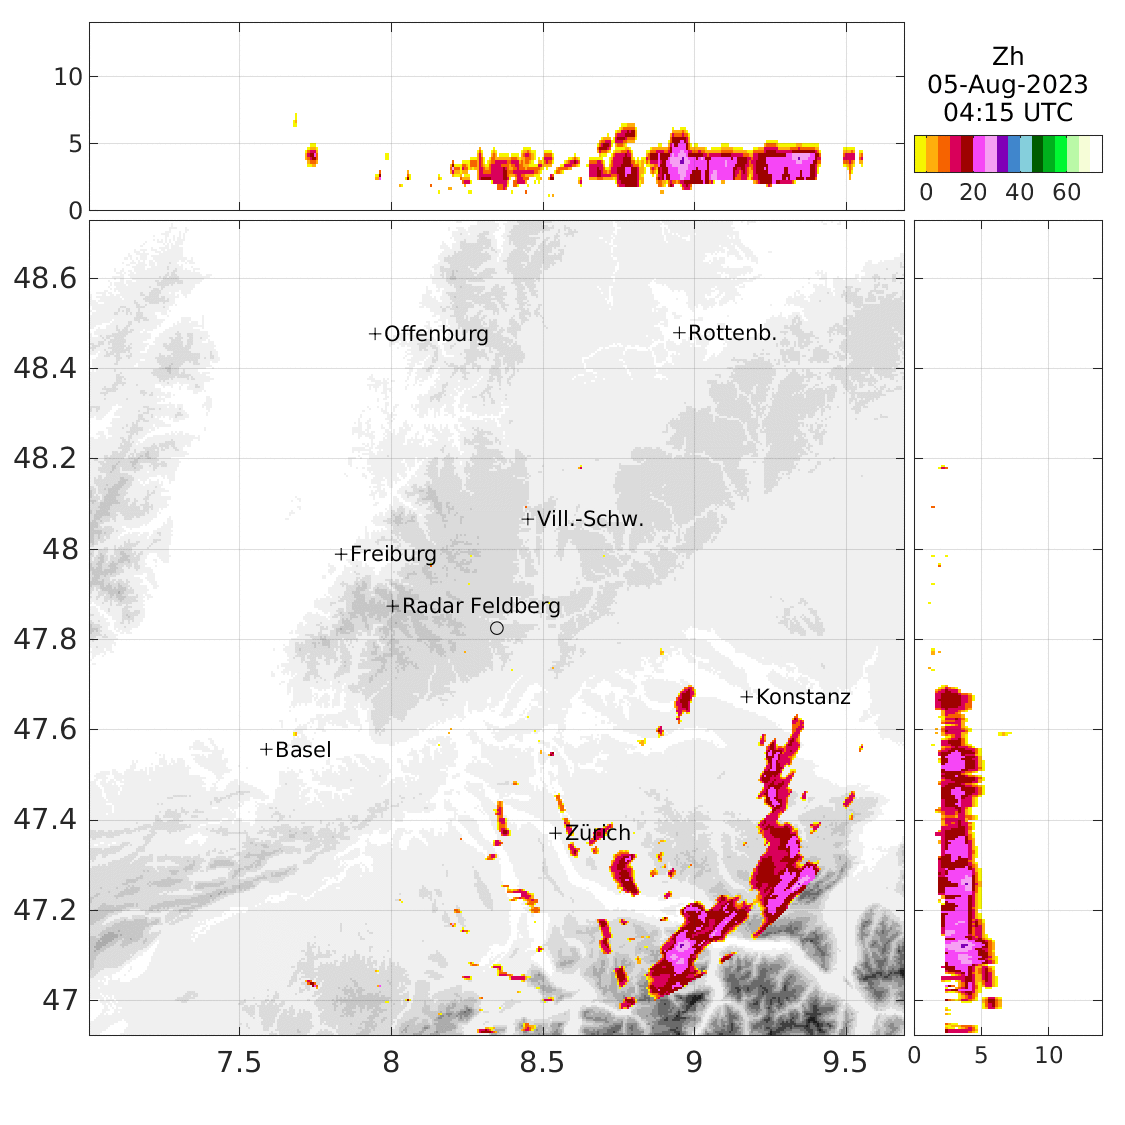 10
5
0
Zh
05-Aug-2023
04:15 UTC
0 20 40 60
48.6
48.4
48.2
48
47.8
47.6
47.4
47.2
47
+Offenburg
+Rottenb.
+Vill.-Schw.
+Freiburg
+Radar Feldberg
+Konstanz
+Basel
+Zürich
7.5 8 8.5 9 9.5
0 5 10